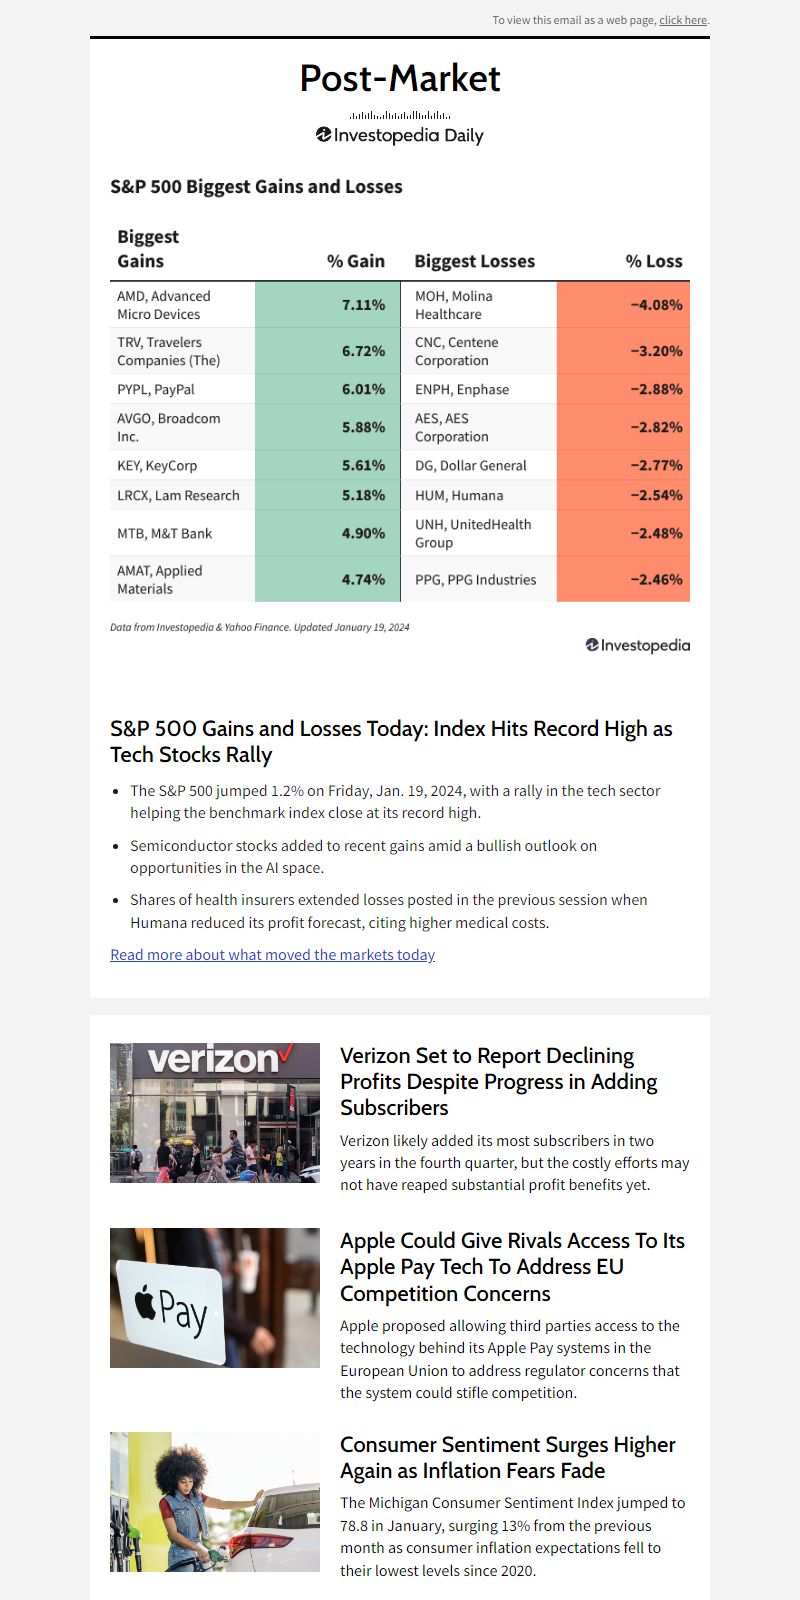 To view this email as a web page, click here.
Post-Market
Investopedia Daily
S&P 500 Biggest Gains and Losses
Biggest
Gains % Gain Biggest Losses % Loss
AMD, Advanced
Micro Devices 7.11% MOH, Molina
Healthcare −4.08%
TRV, Travelers
Companies (The) 6.72% CNC, Centene
Corporation −3.20%
PYPL, PayPal 6.01% ENPH, Enphase −2.88%
AVGO, Broadcom
Inc. 5.88% AES, AES
Corporation −2.82%
KEY, KeyCorp 5.61% DG, Dollar General −2.77%
LRCX, Lam Research 5.18% HUM, Humana −2.54%
MTB, M&T Bank 4.90% UNH, UnitedHealth
Group −2.48%
AMAT, Applied
Materials 4.74% PPG, PPG Industries −2.46%
Data from Investopedia & Yahoo Finance. Updated January 19, 2024
Investopedia
S&P 500 Gains and Losses Today: Index Hits Record High as
Tech Stocks Rally
• The S&P 500 jumped 1.2% on Friday, Jan. 19, 2024, with a rally in the tech sector
helping the benchmark index close at its record high.
• Semiconductor stocks added to recent gains amid a bullish outlook on
opportunities in the AI space.
• Shares of health insurers extended losses posted in the previous session when
Humana reduced its profit forecast, citing higher medical costs.
Read more about what moved the markets today
verizon
Verizon Set to Report Declining
Profits Despite Progress in Adding
Subscribers
Verizon likely added its most subscribers in two
years in the fourth quarter, but the costly efforts may
not have reaped substantial profit benefits yet.
Pay
Apple Could Give Rivals Access To Its
Apple Pay Tech To Address EU
Competition Concerns
Apple proposed allowing third parties access to the
technology behind its Apple Pay systems in the
European Union to address regulator concerns that
the system could stifle competition.
Consumer Sentiment Surges Higher
Again as Inflation Fears Fade
The Michigan Consumer Sentiment Index jumped to
78.8 in January, surging 13% from the previous
month as consumer inflation expectations fell to
their lowest levels since 2020.